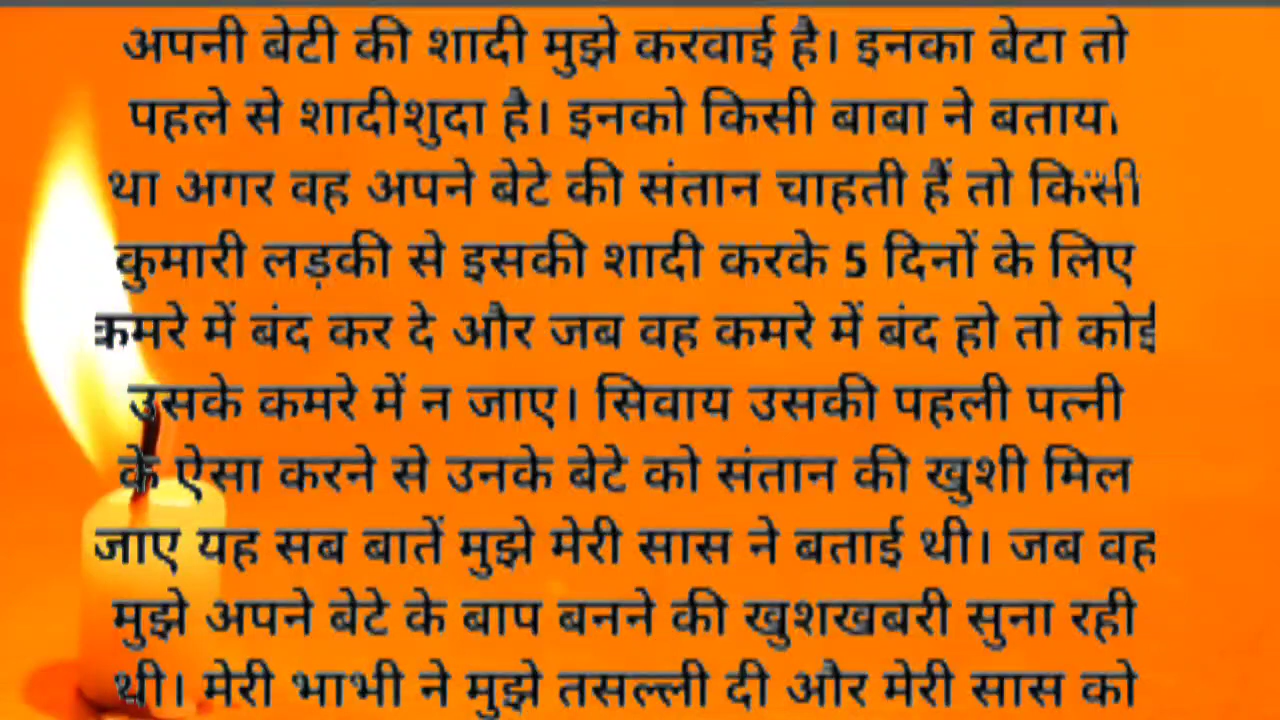 अपनी बेटी की शादी मुझे करवाई है। इनका बेटा तो
पहले से शादीशुदा है। इनको किसी बाबा ने बताया
था अगर वह अपने बेटे की संतान चाहती हैं तो किसी
कुमारी लड़की से इसकी शादी करके 5 दिनों के लिए
कमरे में बंद कर दे और जब वह कमरे में बंद हो तो कोई
उसके कमरे में न जाए। सिवाय उसकी पहली पत्नी
के ऐसा करने से उनके बेटे को संतान की खुशी मिल
जाए यह सब बातें मुझे मेरी सास ने बताई थी। जब वह
मुझे अपने बेटे के बाप बनने की खुशखबरी सुना रही
थी। मेरी भाभी ने मुझे तसल्ली दी और मेरी सास को